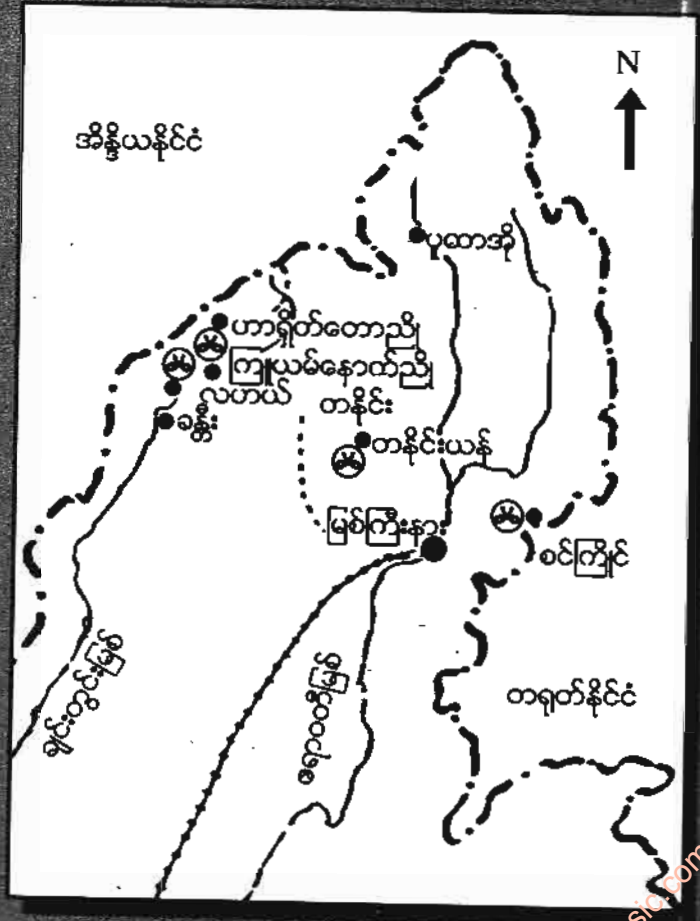 N
အိန္ဒိယနိုင်ငံ
ပူတာအို
ဟာရှိတ်တောညို
ကျူယမ်နောက်ညို
လဟယ်
တနိုင်း
ခန္တီး
တနိုင်းယန်
မြစ်ကြီးနား
စင်ကြိုင်
ချင်းတွင်းမြစ်
ဧရာဝတီမြစ်
တရုတ်နိုင်ငံ
sic.com